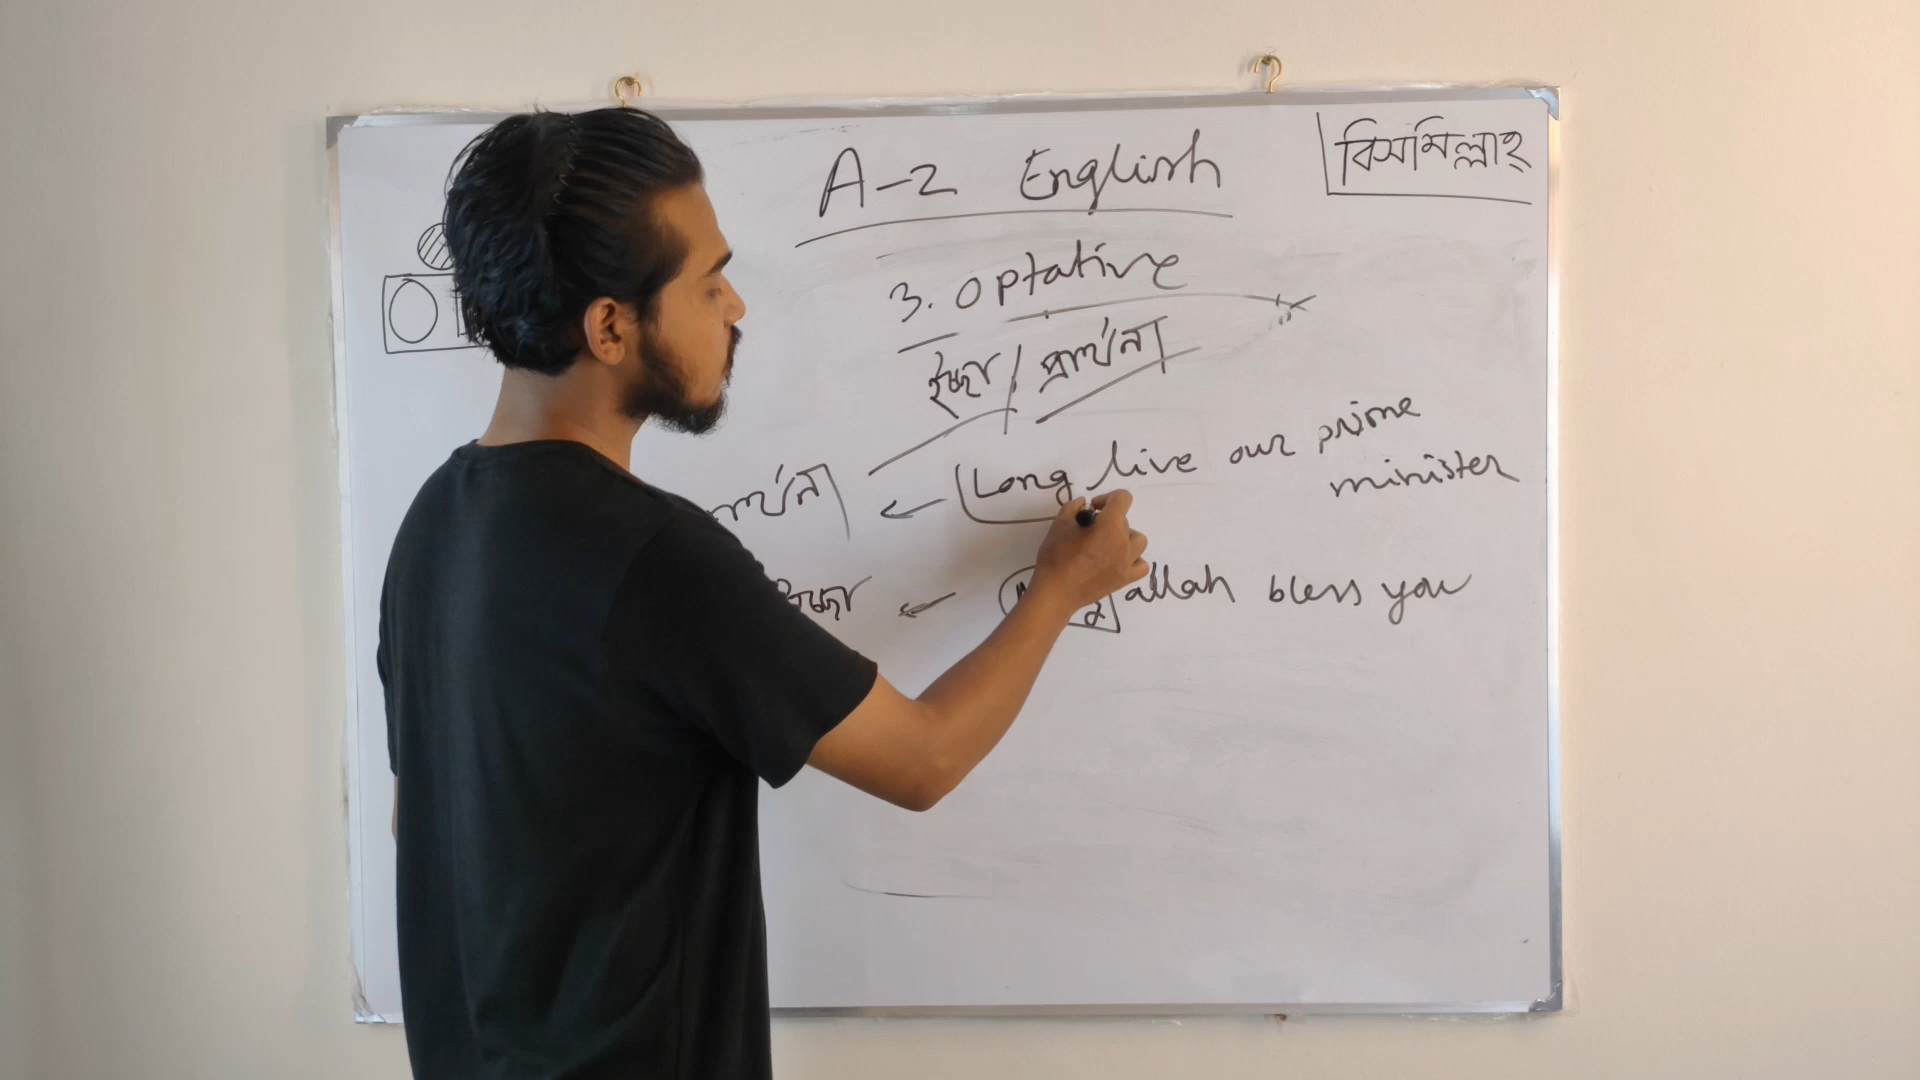 বিসমিল্লাহ্
A-Z English
3. Optative
ইচ্ছা / প্রার্থনা
Long live our prime
minister
allah bless you